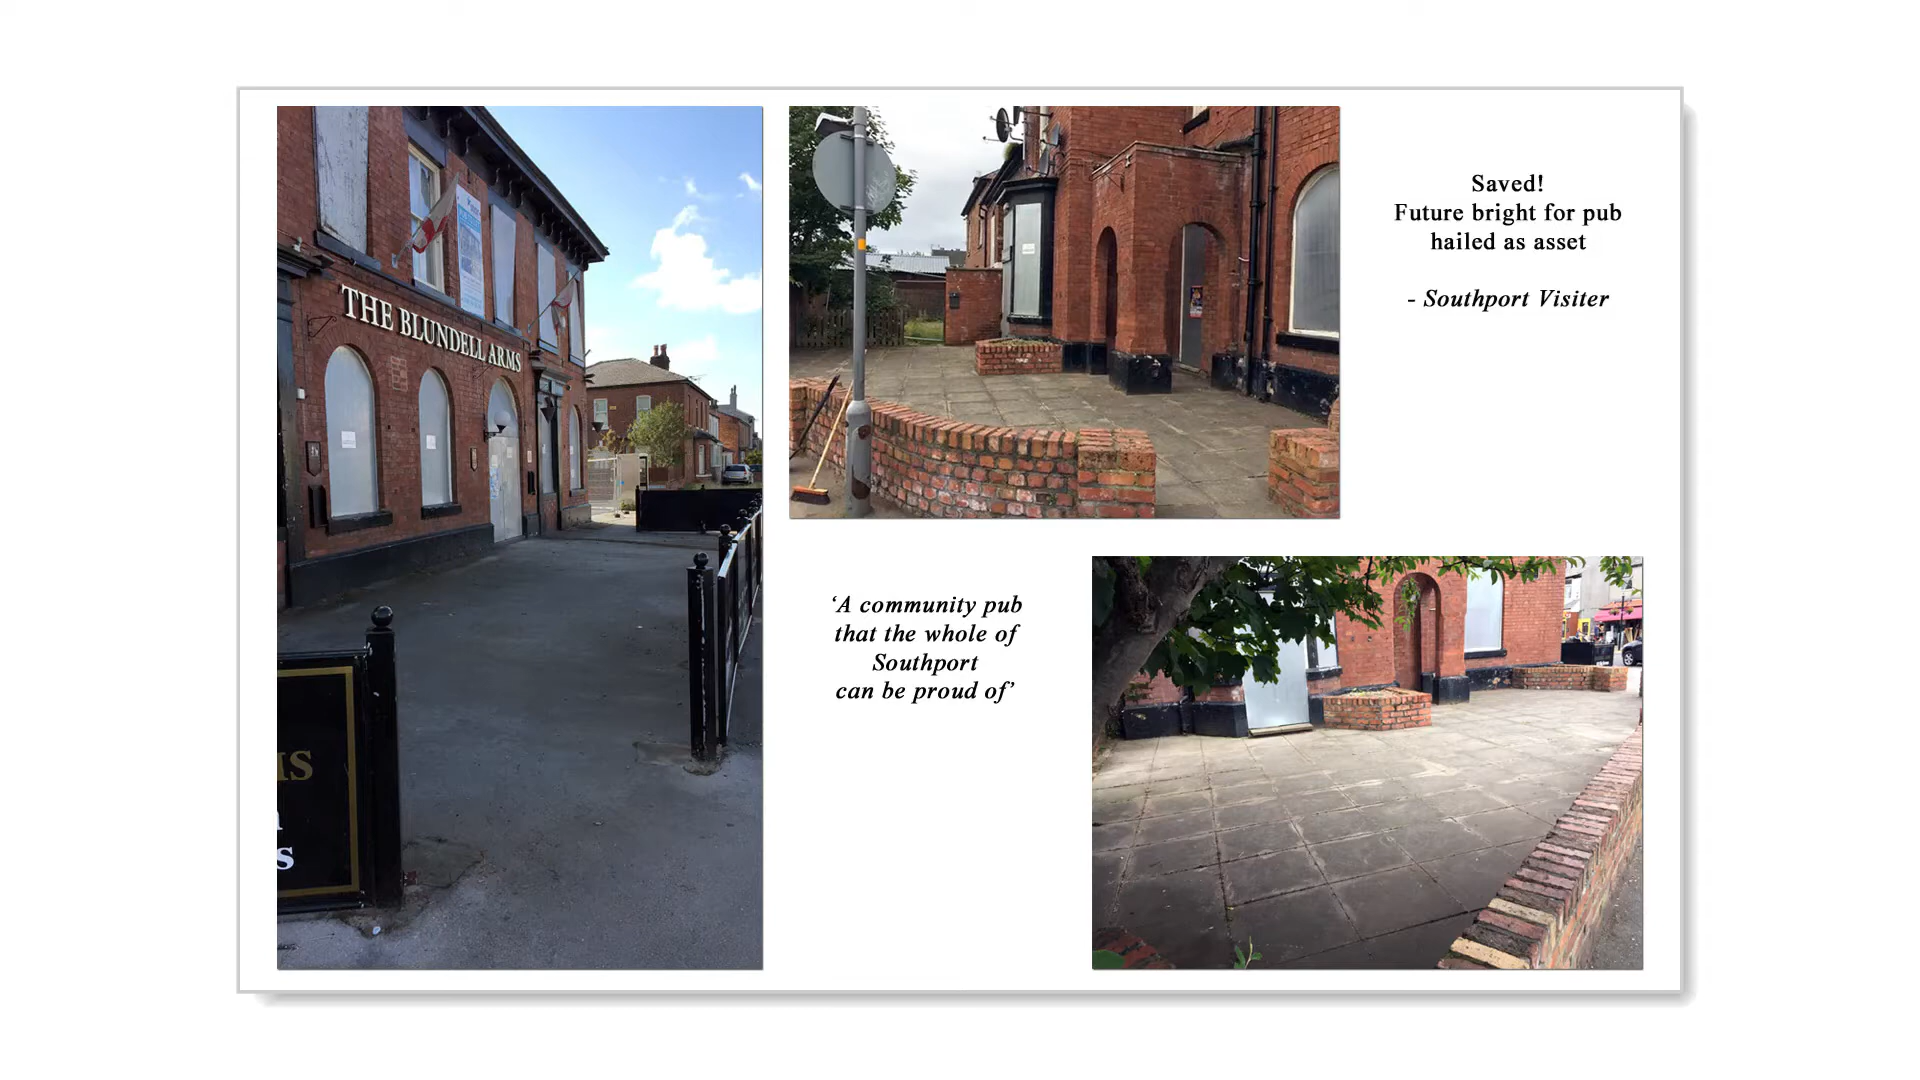 THE BLUNDELL ARMS
MS
s
Saved!
Future bright for pub
hailed as asset
- Southport Visiter
‘A community pub
that the whole of
Southport
can be proud of’